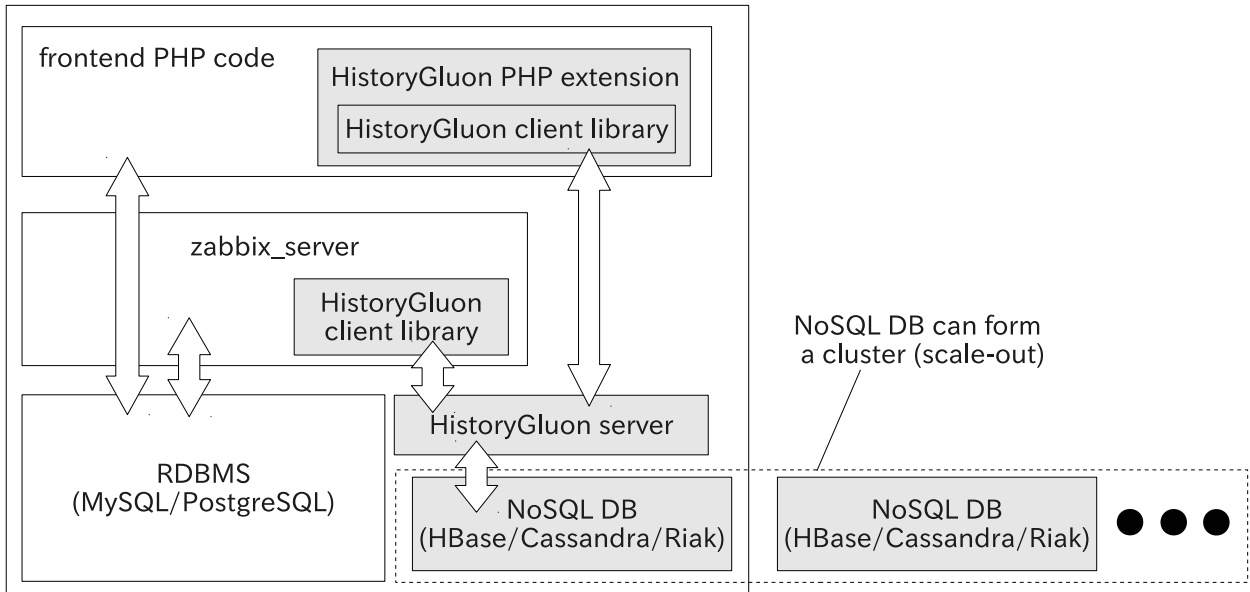 frontend PHP code
HistoryGluon PHP extension
HistoryGluon client library
zabbix_server
HistoryGluon
client library
NoSQL DB can form
a cluster (scale-out)
HistoryGluon server
RDBMS
(MySQL/PostgreSQL)
NoSQL DB
(HBase/Cassandra/Riak)
NoSQL DB
(HBase/Cassandra/Riak)